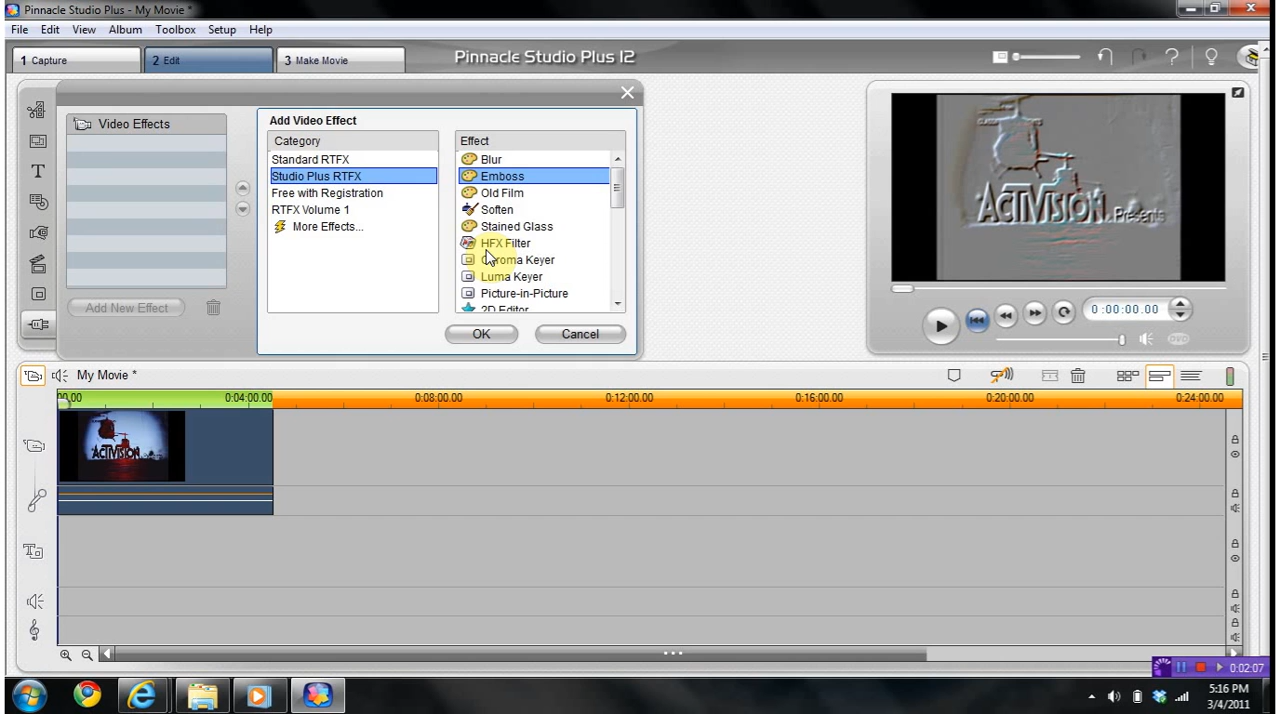 Pinnacle Studio Plus - My Movie *
File Edit View Album Toolbox Setup Help
1 Capture
2 Edit
3 Make Movie
Pinnacle Studio Plus 12
Video Effects
Add New Effect
Add Video Effect
Category
Standard RTFX
Studio Plus RTFX
Free with Registration
RTFX Volume 1
More Effects...
Effect
Blur
Emboss
Old Film
Soften
Stained Glass
HFX Filter
Chroma Keyer
Luma Keyer
Picture-in-Picture
2D Editor
OK
Cancel
ACTIVISION Presents
0:00:00.00
DVD
My Movie *
00.00 0:04:00.00 0:08:00.00 0:12:00.00 0:16:00.00 0:20:00.00 0:24:00.00
ACTIVISION
0:02:07
5:16 PM
3/4/2011